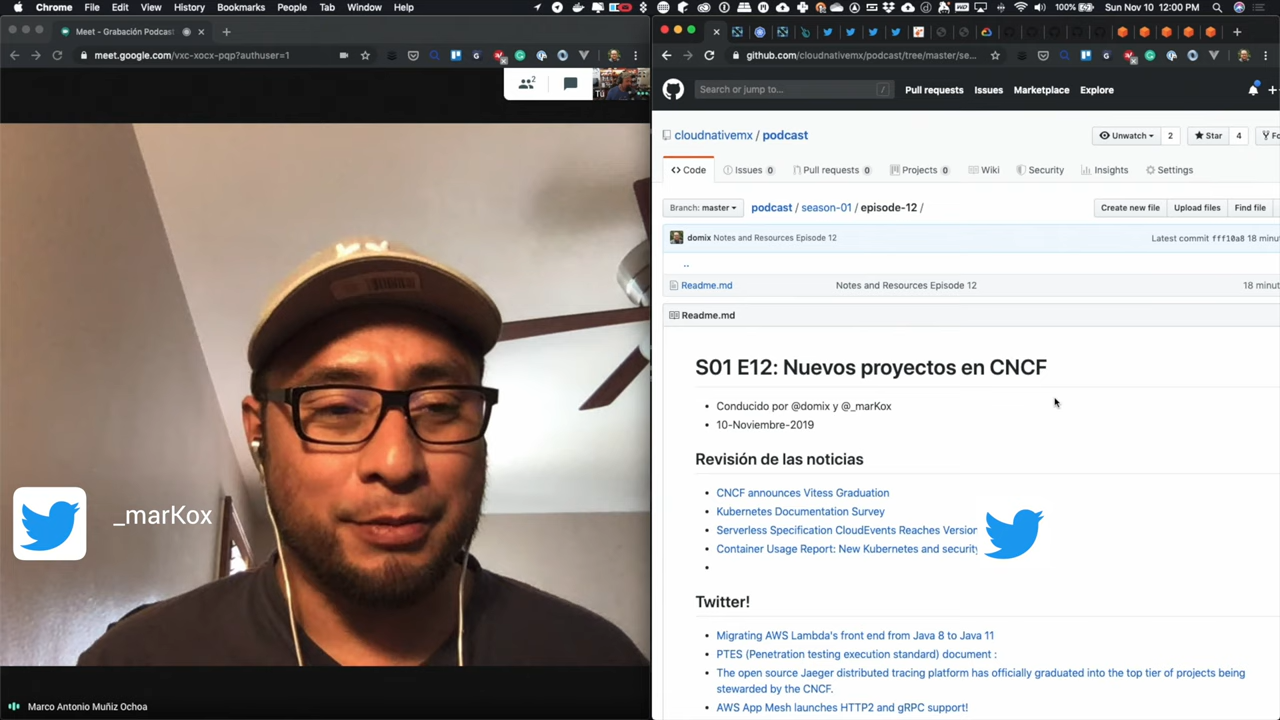 Chrome File Edit View History Bookmarks People Tab Window Help
100% Sun Nov 10 12:00 PM
Meet - Grabación Podcast
meet.google.com/vxc-xocx-pqp?authuser=1
github.com/cloudnativemx/podcast/tree/master/se...
2
Tú
Search or jump to... /
Pull requests Issues Marketplace Explore
cloudnativemx / podcast
Unwatch 2 Star 4 Fo
Code Issues 0 Pull requests 0 Projects 0 Wiki Security Insights Settings
Branch: master podcast / season-01 / episode-12 /
Create new file Upload files Find file
domix Notes and Resources Episode 12
Latest commit fff10a8 18 minu
..
Readme.md Notes and Resources Episode 12 18 minut
Readme.md
S01 E12: Nuevos proyectos en CNCF
• Conducido por @domix y @_marKox
• 10-Noviembre-2019
Revisión de las noticias
• CNCF announces Vitess Graduation
• Kubernetes Documentation Survey
• Serverless Specification CloudEvents Reaches Version
• Container Usage Report: New Kubernetes and security
•
Twitter!
• Migrating AWS Lambda's front end from Java 8 to Java 11
• PTES (Penetration testing execution standard) document :
• The open source Jaeger distributed tracing platform has officially graduated into the top tier of projects being
stewarded by the CNCF.
• AWS App Mesh launches HTTP2 and gRPC support!
_marKox
Marco Antonio Muñiz Ochoa